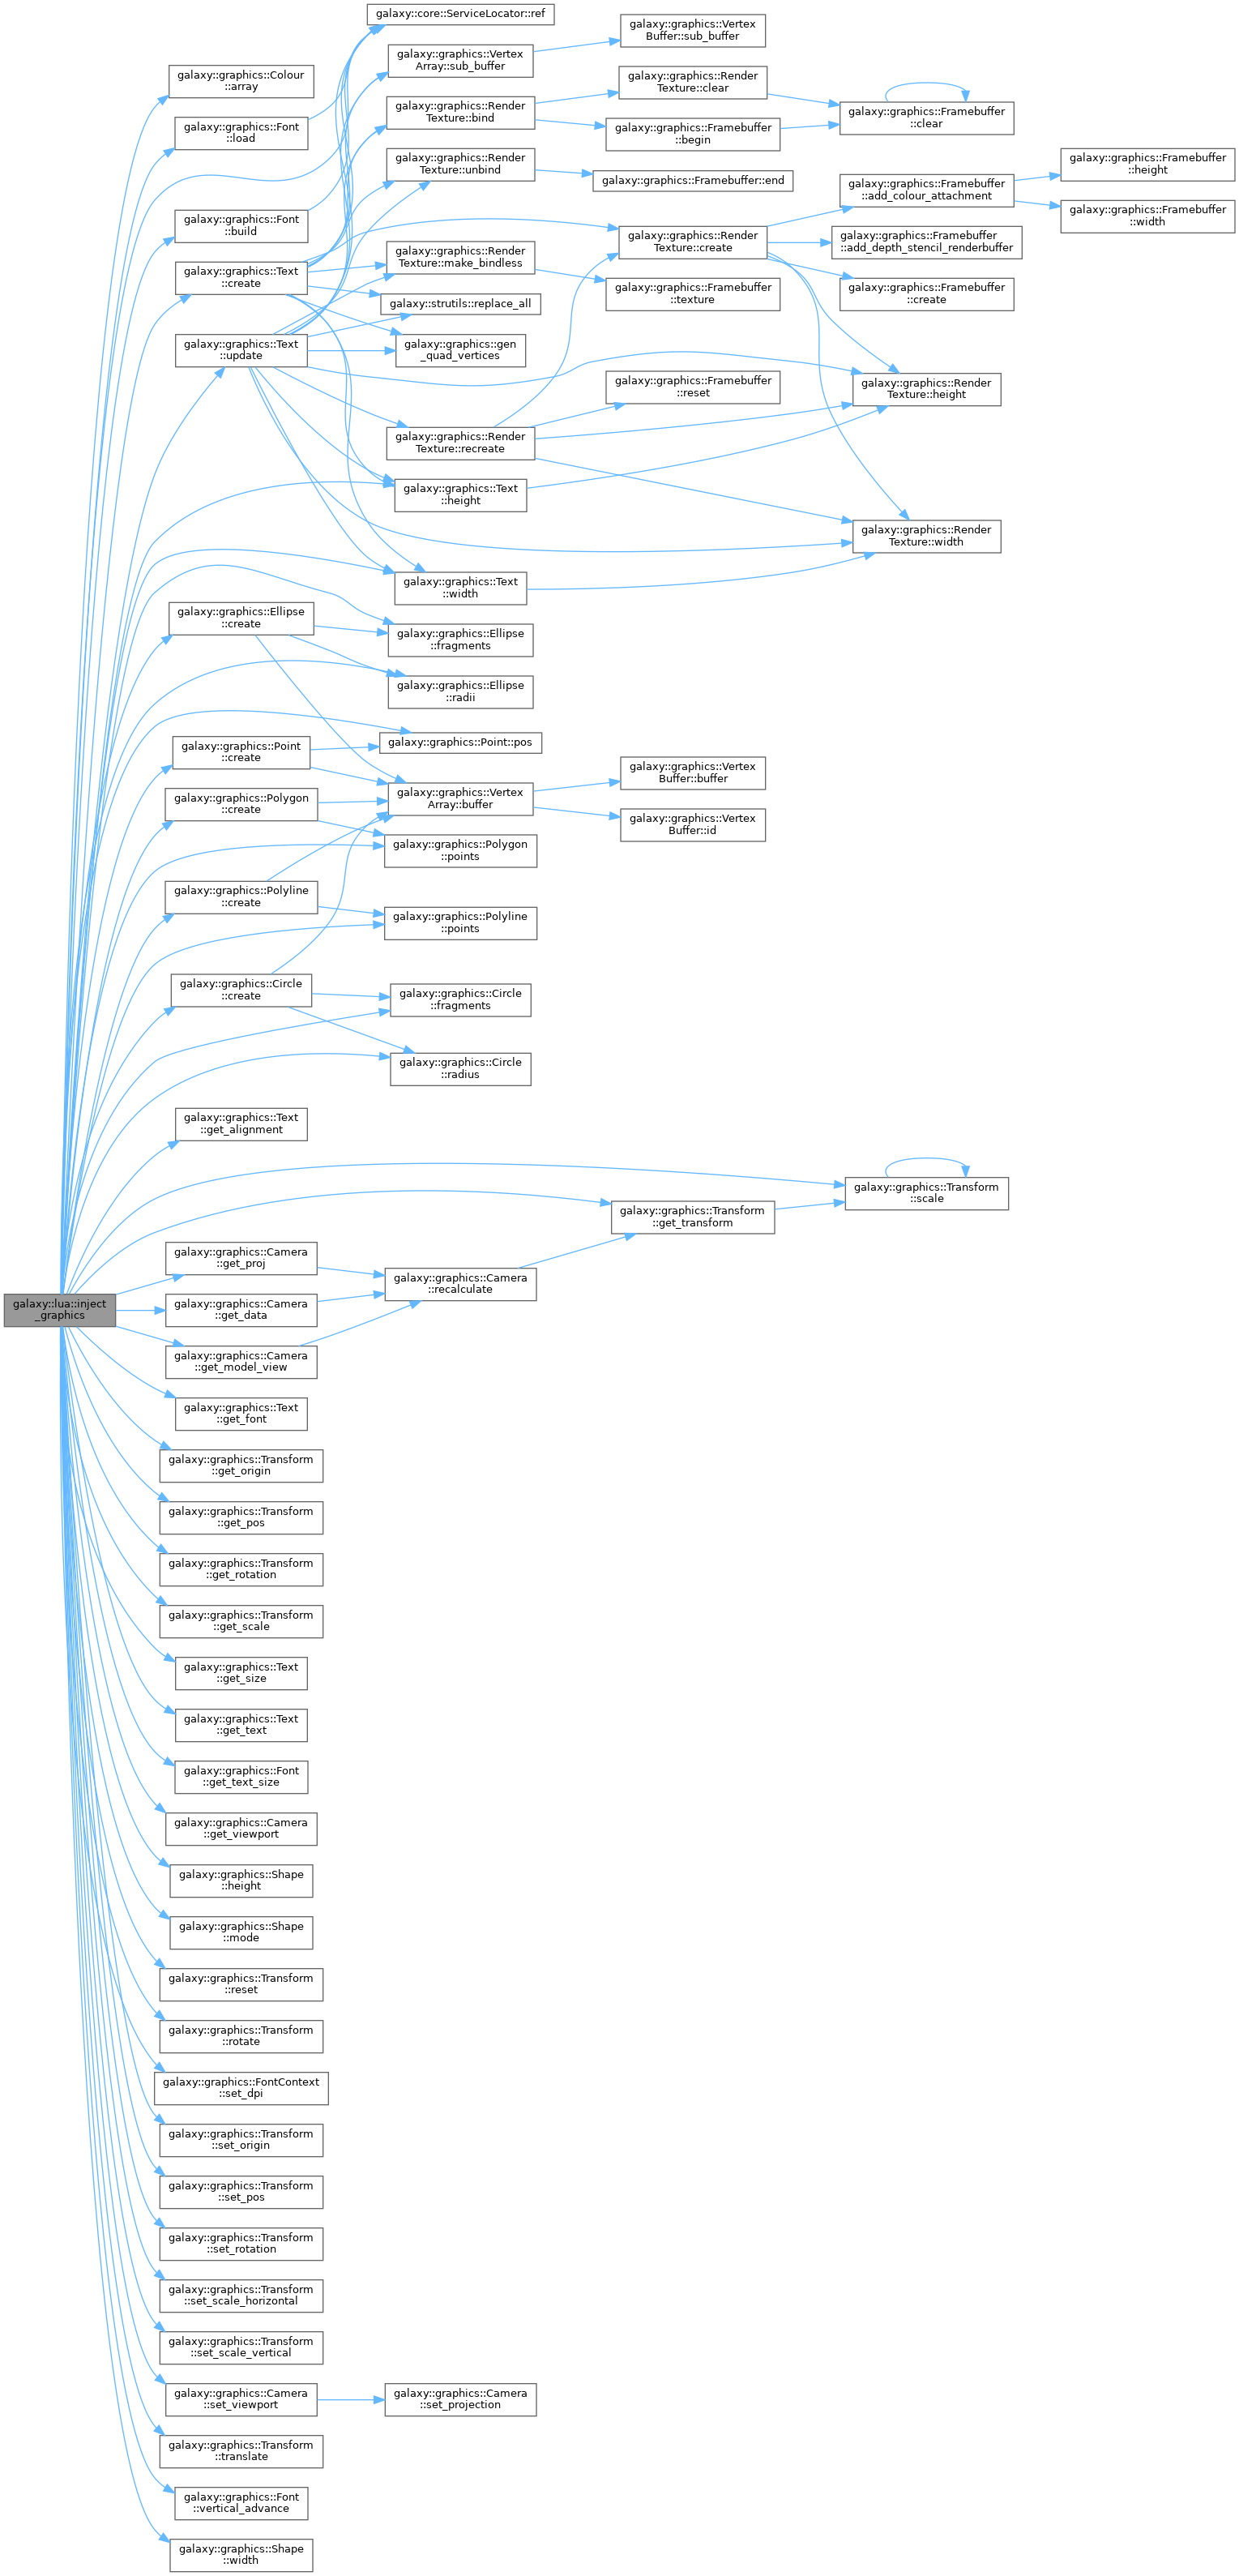 galaxy::core::ServiceLocator::ref
galaxy::graphics::Vertex
Buffer::sub_buffer
galaxy::graphics::Vertex
Array::sub_buffer
galaxy::graphics::Colour
::array
galaxy::graphics::Render
Texture::clear
galaxy::graphics::Render
Texture::bind
galaxy::graphics::Framebuffer
::clear
galaxy::graphics::Font
::load
galaxy::graphics::Framebuffer
::begin
galaxy::graphics::Render
Texture::unbind
galaxy::graphics::Framebuffer
::height
galaxy::graphics::Framebuffer::end
galaxy::graphics::Framebuffer
::add_colour_attachment
galaxy::graphics::Framebuffer
::width
galaxy::graphics::Font
::build
galaxy::graphics::Render
Texture::create
galaxy::graphics::Framebuffer
::add_depth_stencil_renderbuffer
galaxy::graphics::Render
Texture::make_bindless
galaxy::graphics::Text
::create
galaxy::graphics::Framebuffer
::texture
galaxy::graphics::Framebuffer
::create
galaxy::strutils::replace_all
galaxy::graphics::Text
::update
galaxy::graphics::gen
_quad_vertices
galaxy::graphics::Framebuffer
::reset
galaxy::graphics::Render
Texture::height
galaxy::graphics::Render
Texture::recreate
galaxy::graphics::Text
::height
galaxy::graphics::Render
Texture::width
galaxy::graphics::Text
::width
galaxy::graphics::Ellipse
::create
galaxy::graphics::Ellipse
::fragments
galaxy::graphics::Ellipse
::radii
galaxy::graphics::Point
::create
galaxy::graphics::Point::pos
galaxy::graphics::Vertex
Buffer::buffer
galaxy::graphics::Polygon
::create
galaxy::graphics::Vertex
Array::buffer
galaxy::graphics::Vertex
Buffer::id
galaxy::graphics::Polygon
::points
galaxy::graphics::Polyline
::create
galaxy::graphics::Polyline
::points
galaxy::graphics::Circle
::create
galaxy::graphics::Circle
::fragments
galaxy::graphics::Circle
::radius
galaxy::graphics::Text
::get_alignment
galaxy::graphics::Transform
::scale
galaxy::graphics::Transform
::get_transform
galaxy::graphics::Camera
::get_proj
galaxy::graphics::Camera
::recalculate
galaxy::lua::inject
_graphics
galaxy::graphics::Camera
::get_data
galaxy::graphics::Camera
::get_model_view
galaxy::graphics::Text
::get_font
galaxy::graphics::Transform
::get_origin
galaxy::graphics::Transform
::get_pos
galaxy::graphics::Transform
::get_rotation
galaxy::graphics::Transform
::get_scale
galaxy::graphics::Text
::get_size
galaxy::graphics::Text
::get_text
galaxy::graphics::Font
::get_text_size
galaxy::graphics::Camera
::get_viewport
galaxy::graphics::Shape
::height
galaxy::graphics::Shape
::mode
galaxy::graphics::Transform
::reset
galaxy::graphics::Transform
::rotate
galaxy::graphics::FontContext
::set_dpi
galaxy::graphics::Transform
::set_origin
galaxy::graphics::Transform
::set_pos
galaxy::graphics::Transform
::set_rotation
galaxy::graphics::Transform
::set_scale_horizontal
galaxy::graphics::Transform
::set_scale_vertical
galaxy::graphics::Camera
::set_viewport
galaxy::graphics::Camera
::set_projection
galaxy::graphics::Transform
::translate
galaxy::graphics::Font
::vertical_advance
galaxy::graphics::Shape
::width